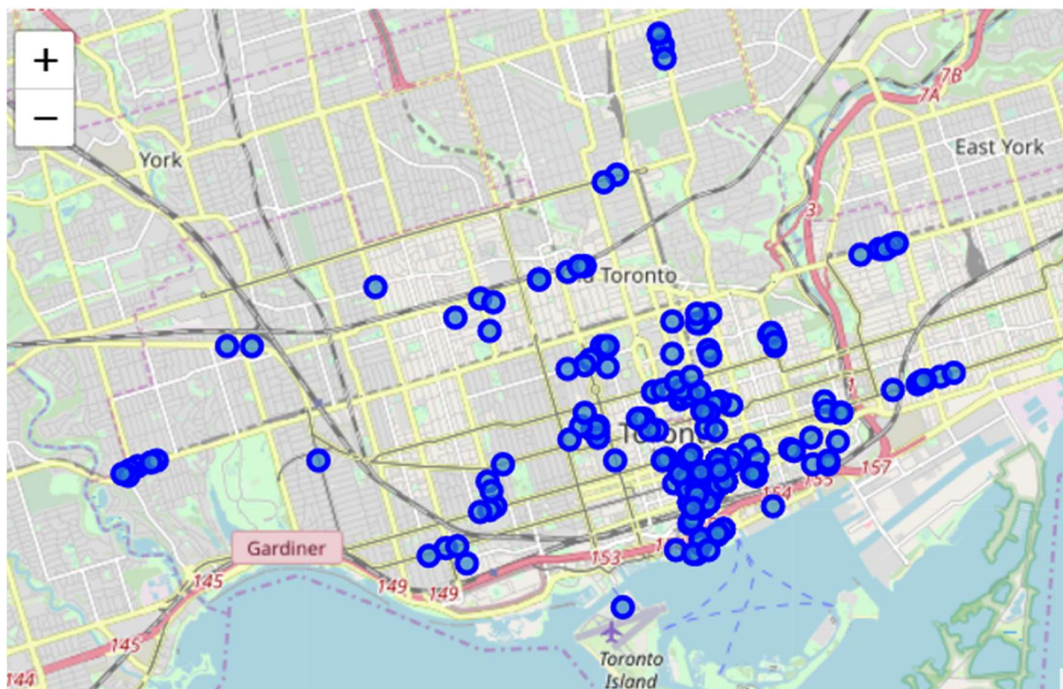 +
−
7B
7A
York
East York
3
Toronto
1
Toronto
157
155
154
Gardiner
153
149
149
145
145
144
Toronto
Island